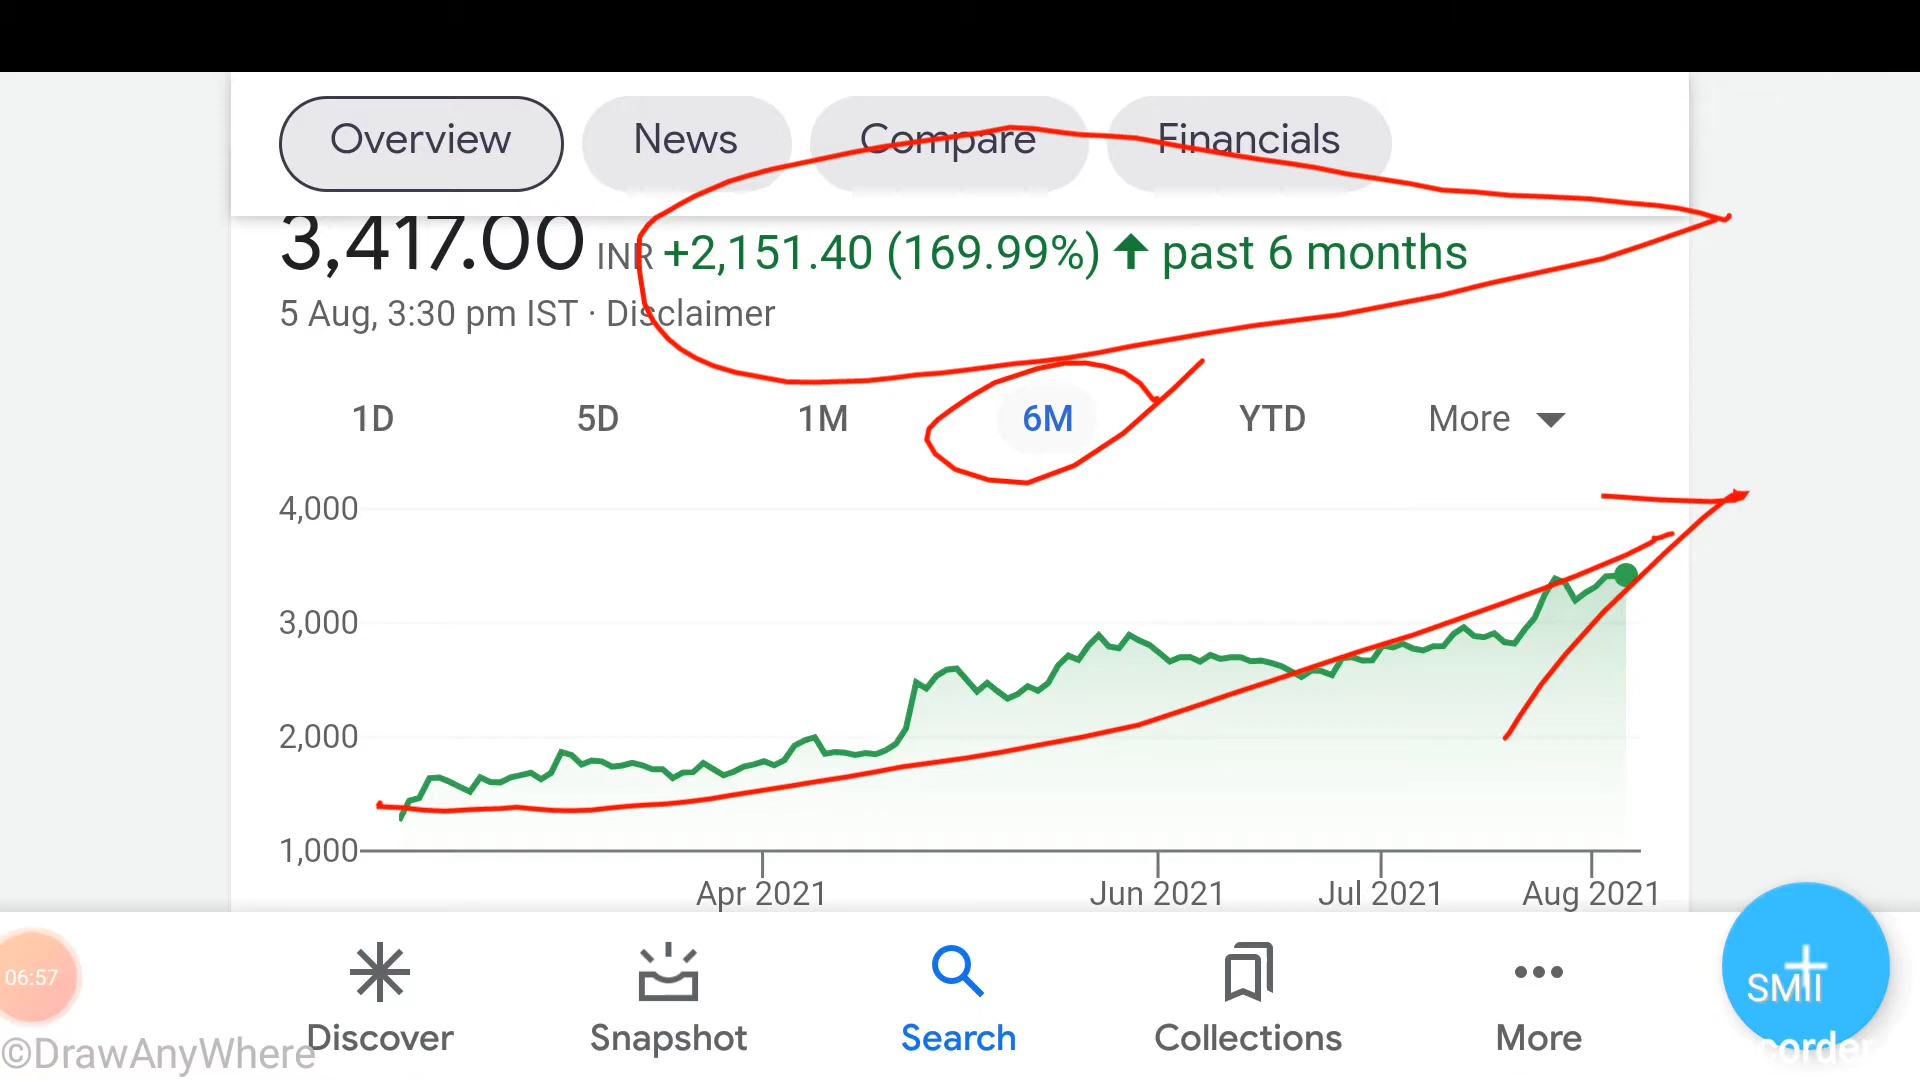 Overview News Compare Financials
3,417.00 INR +2,151.40 (169.99%) ↑ past 6 months
5 Aug, 3:30 pm IST · Disclaimer
1D 5D 1M 6M YTD More
4,000
3,000
2,000
1,000
Apr 2021 Jun 2021 Jul 2021 Aug 2021
06:57
Discover Snapshot Search Collections More
©DrawAnyWhere